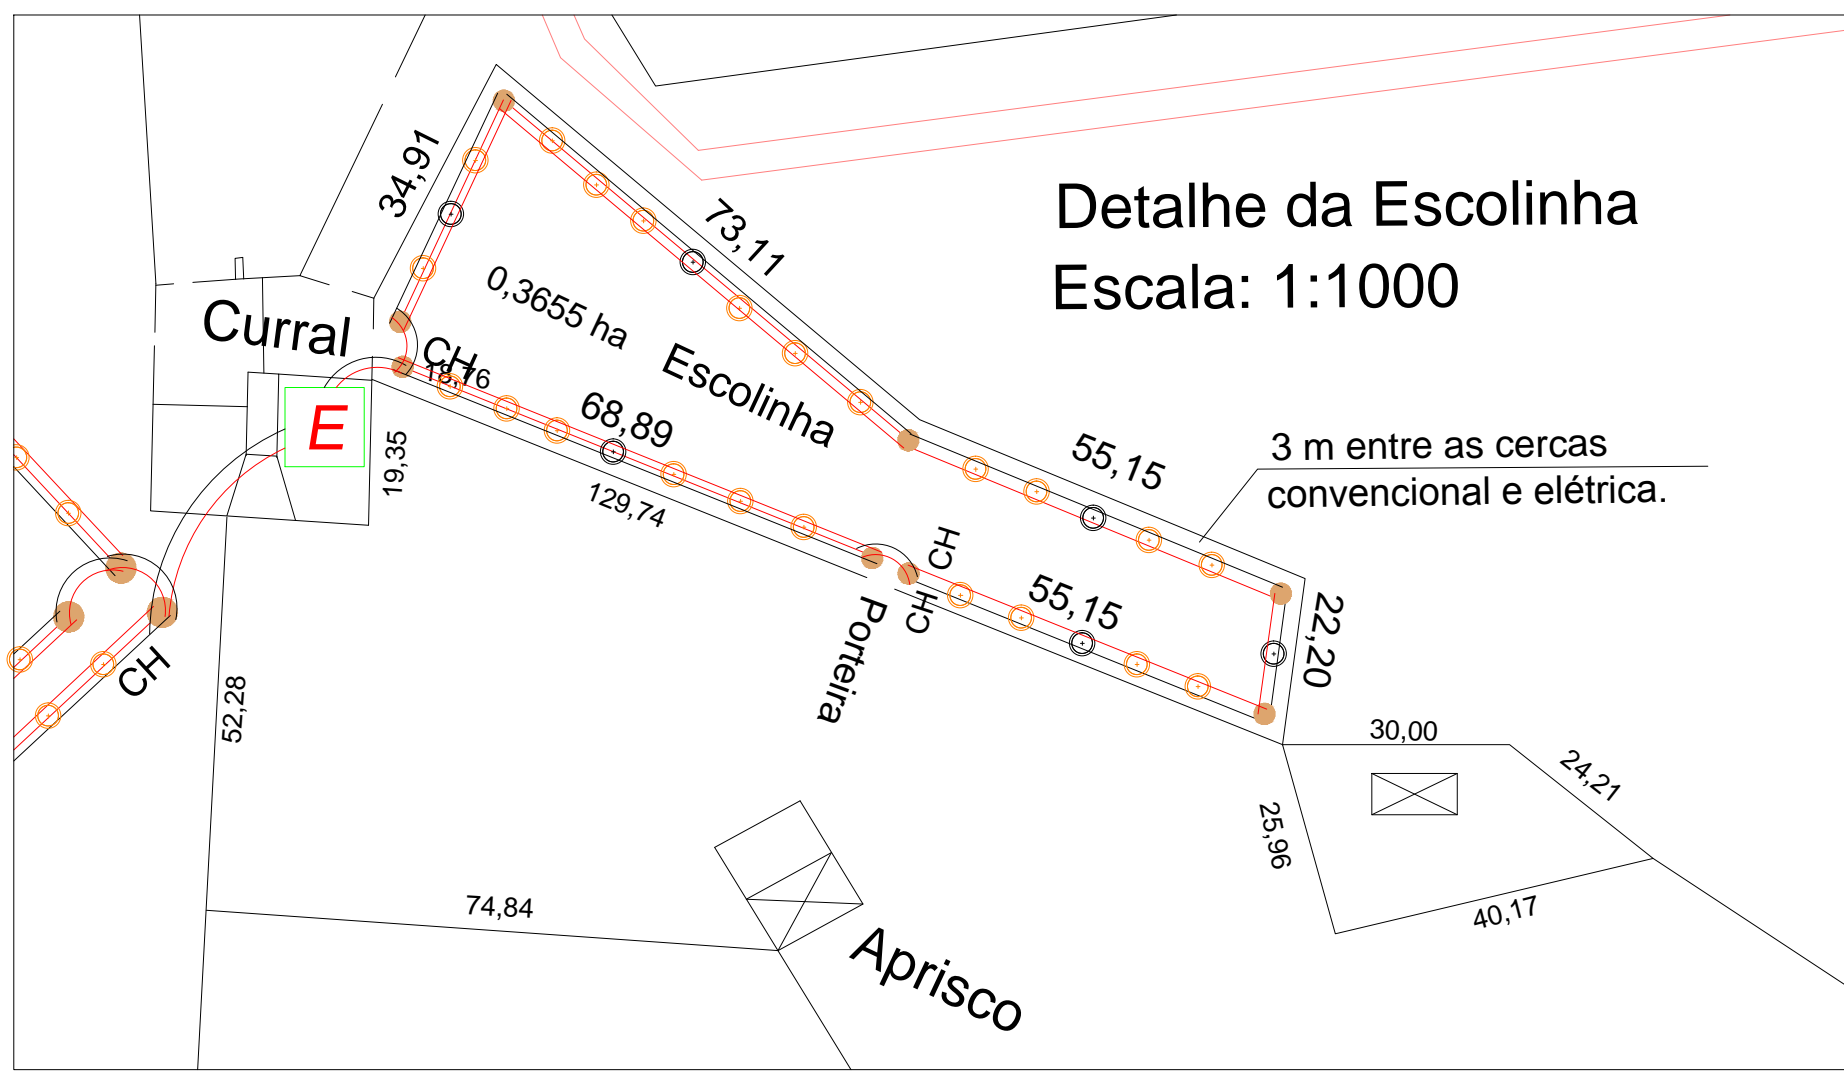 34,91
73,11
Detalhe da Escolinha
Escala: 1:1000
0,3655 ha
Curral
CH
18,76
Escolinha
E
68,89
19,35
129,74
55,15
3 m entre as cercas
convencional e elétrica.
CH
CH
55,15
22,20
Porteira
CH
52,28
30,00
24,21
25,96
40,17
74,84
Aprisco